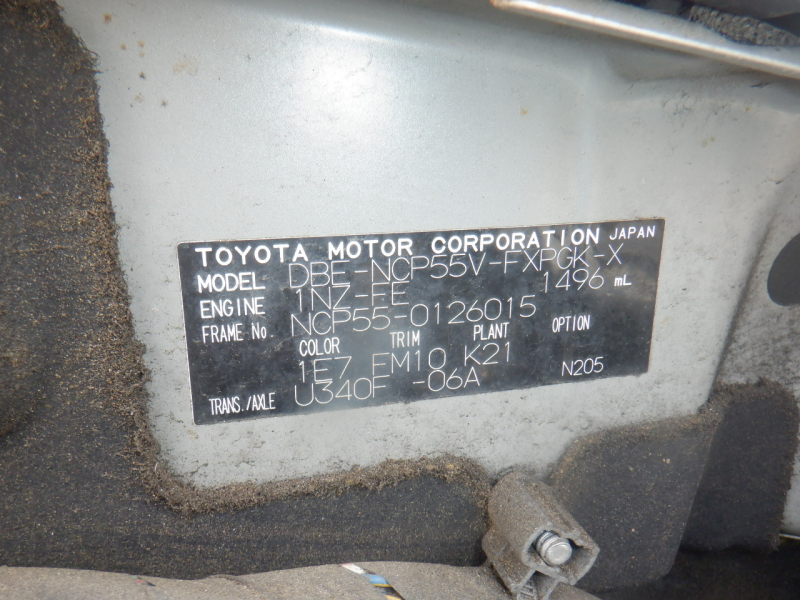 TOYOTA MOTOR CORPORATION JAPAN
MODEL DBE-NCP55V-FXPGK-X
ENGINE 1NZ-FE 1496 mL
FRAME No NCP55-0126015
COLOR TRIM PLANT OPTION
1E7 FM10 K21
TRANS./AXLE U340F -06A N205